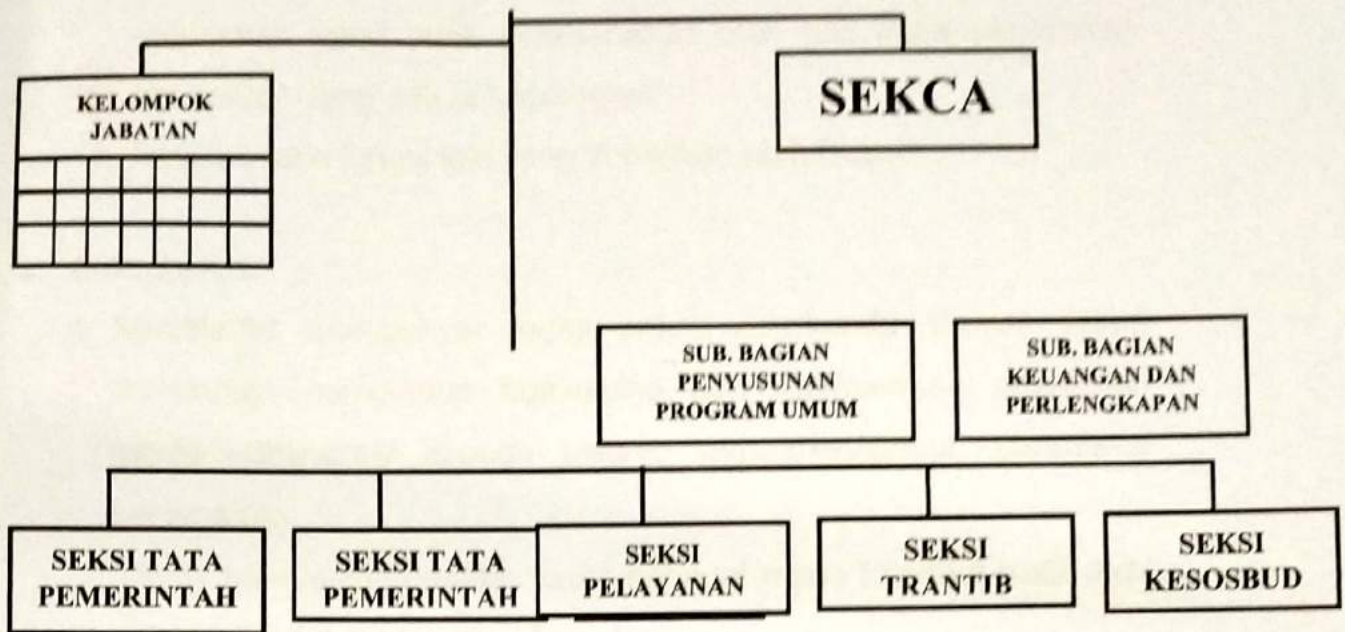 KELOMPOK
JABATAN
SEKCA
SUB. BAGIAN
PENYUSUNAN
PROGRAM UMUM
SUB. BAGIAN
KEUANGAN DAN
PERLENGKAPAN
SEKSI TATA
PEMERINTAH
SEKSI TATA
PEMERINTAH
SEKSI
PELAYANAN
SEKSI
TRANTIB
SEKSI
KESOSBUD